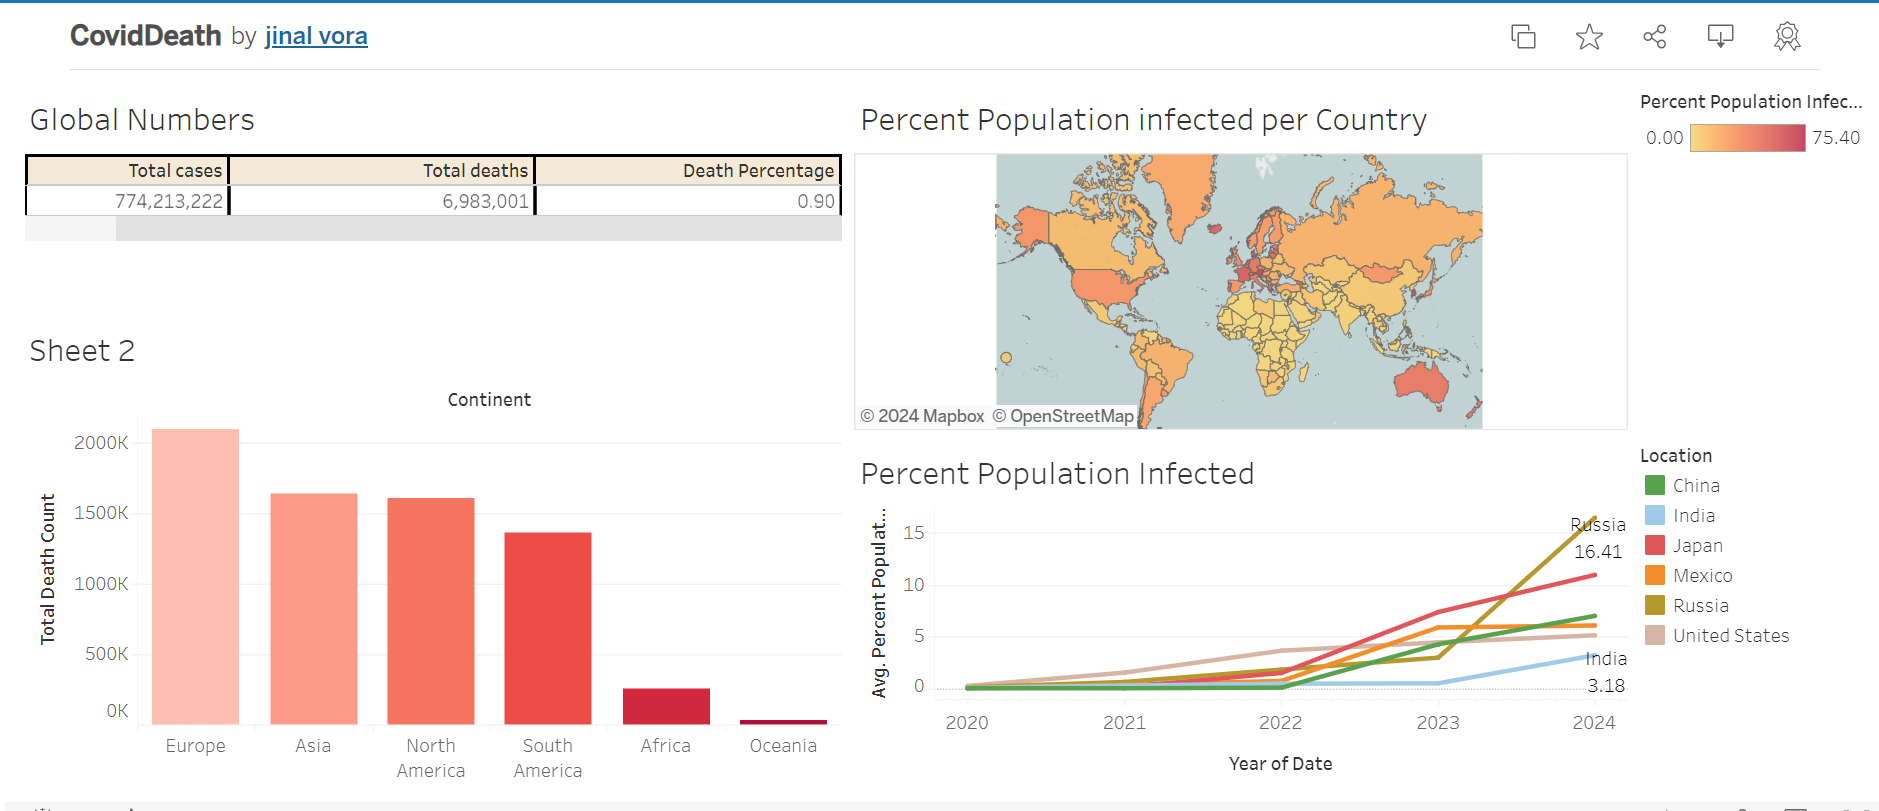 CovidDeath by jinal vora
Global Numbers
Total cases Total deaths Death Percentage
774,213,222 6,983,001 0.90
Sheet 2
Continent
Total Death Count
2000K
1500K
1000K
500K
0K
Europe Asia North America South America Africa Oceania
Percent Population infected per Country
© 2024 Mapbox © OpenStreetMap
Percent Population Infec...
0.00 75.40
Percent Population Infected
Avg. Percent Populat...
15
10
5
0
Russia
16.41
India
3.18
2020 2021 2022 2023 2024
Year of Date
Location
China
India
Japan
Mexico
Russia
United States